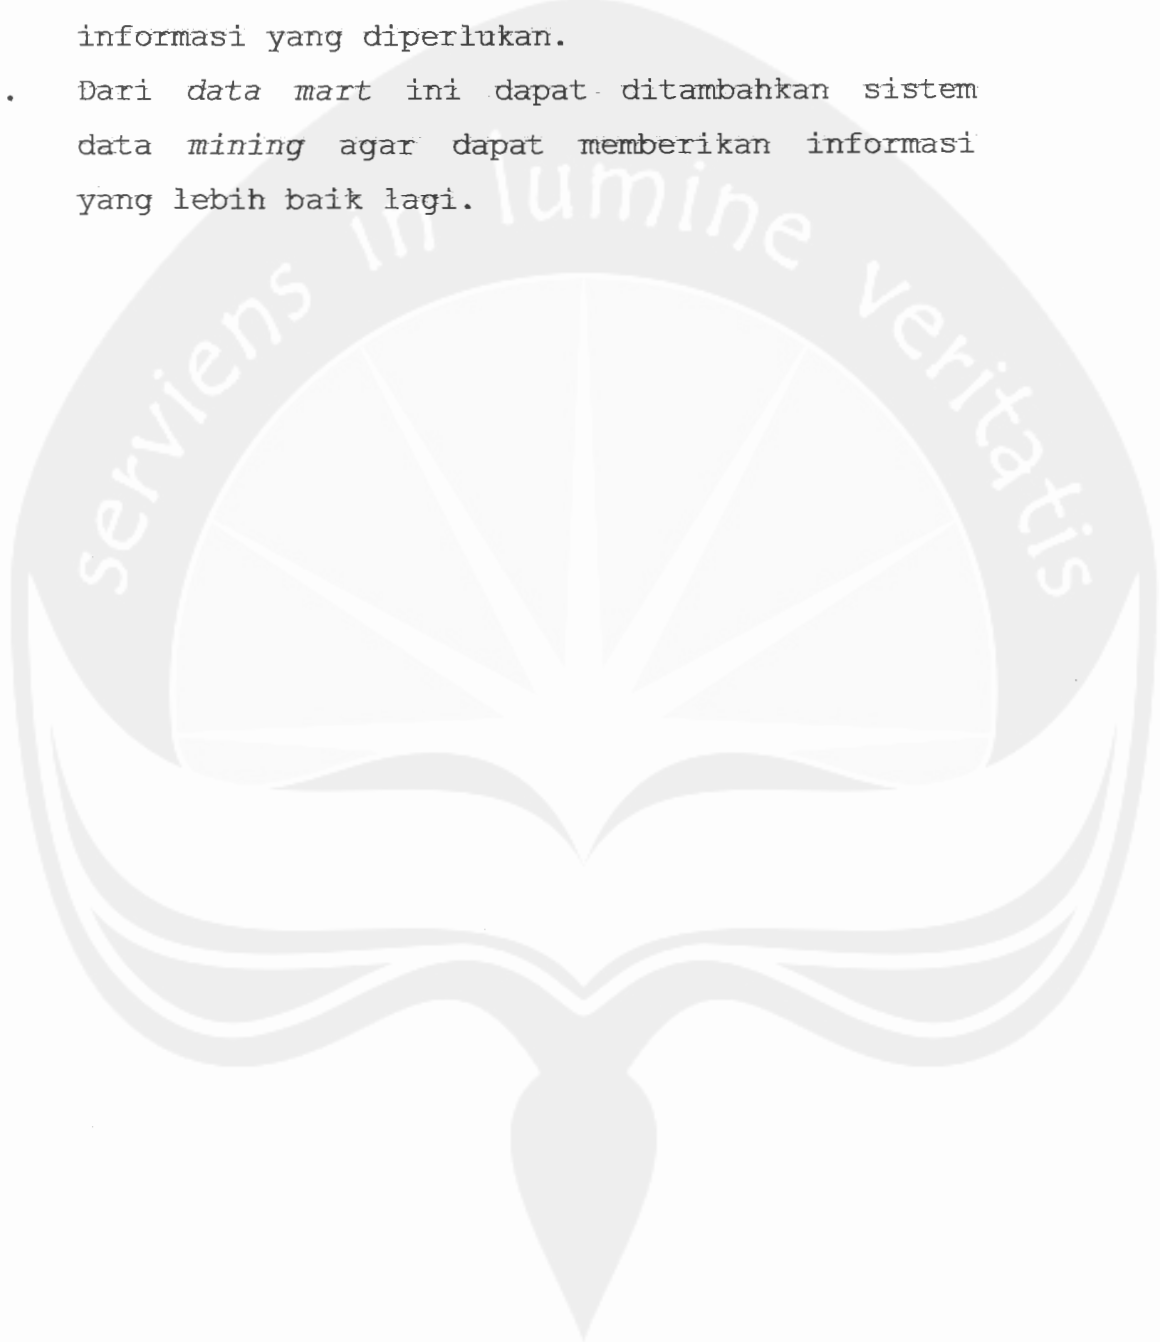 informasi yang diperlukan.
. Dari data mart ini dapat ditambahkan sistem
data mining agar dapat memberikan informasi
yang lebih baik lagi.
serviens in lumine veritatis